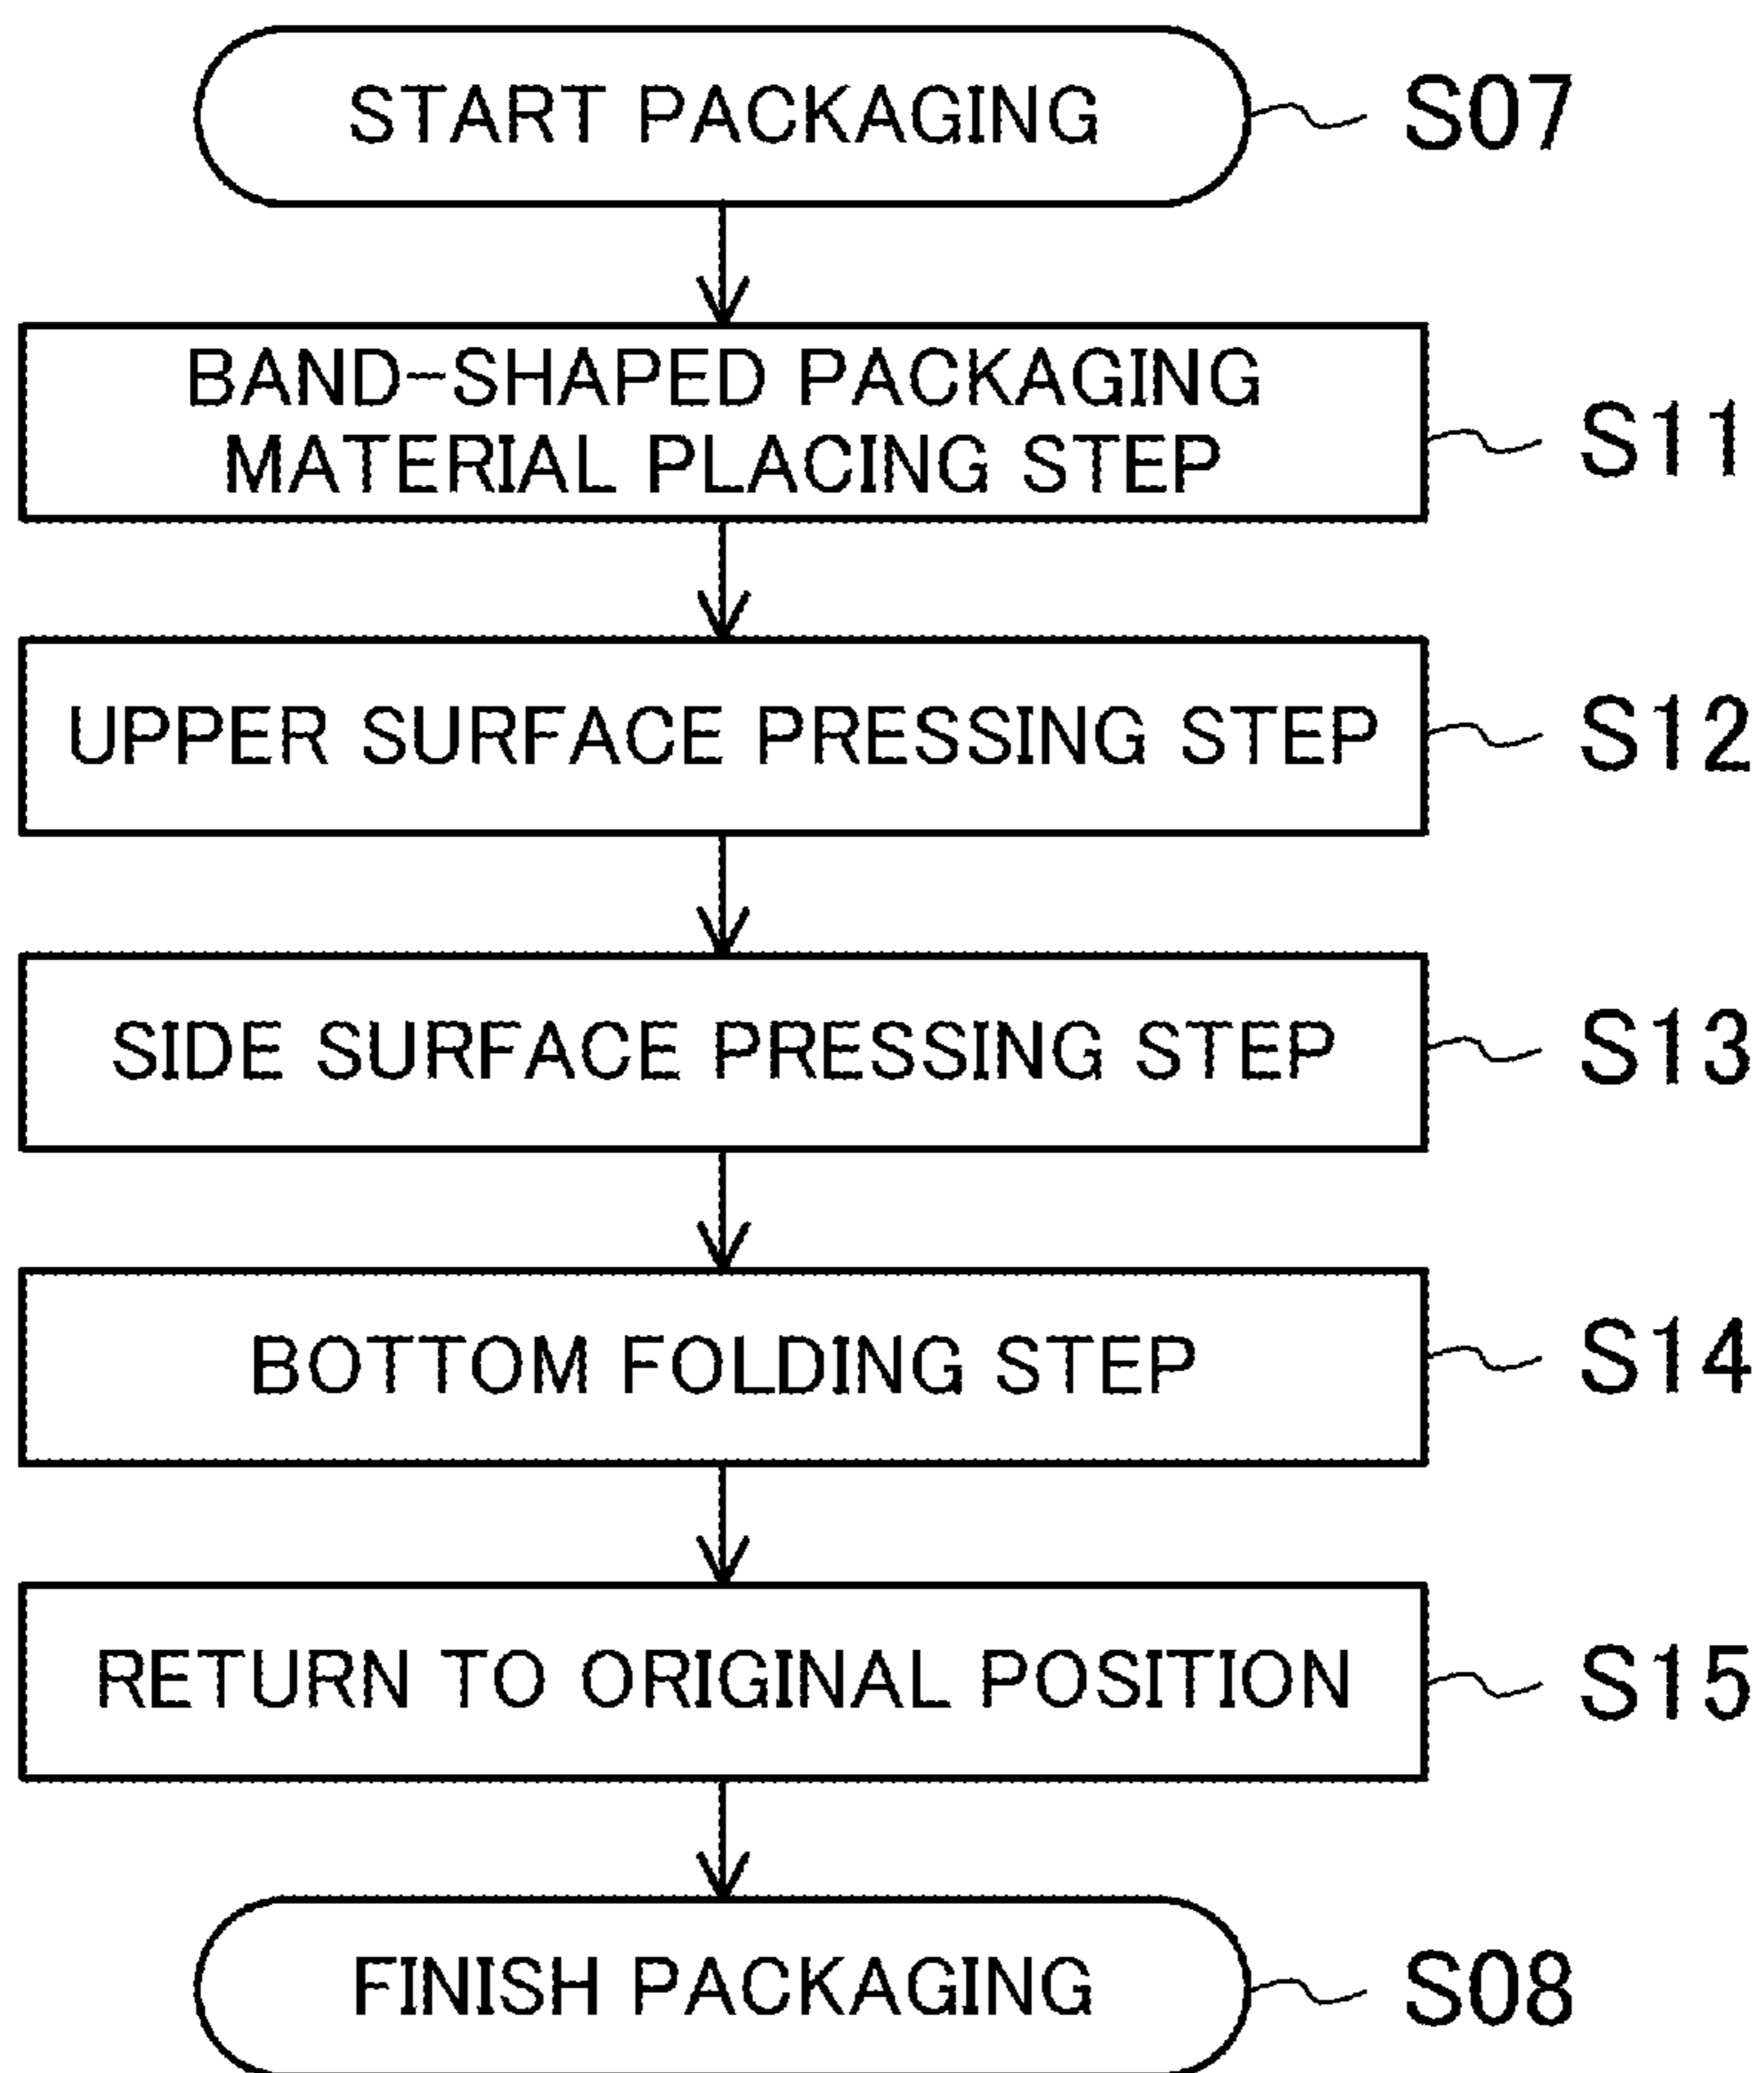 START PACKAGING S07
BAND-SHAPED PACKAGING
MATERIAL PLACING STEP S11
UPPER SURFACE PRESSING STEP S12
SIDE SURFACE PRESSING STEP S13
BOTTOM FOLDING STEP S14
RETURN TO ORIGINAL POSITION S15
FINISH PACKAGING S08